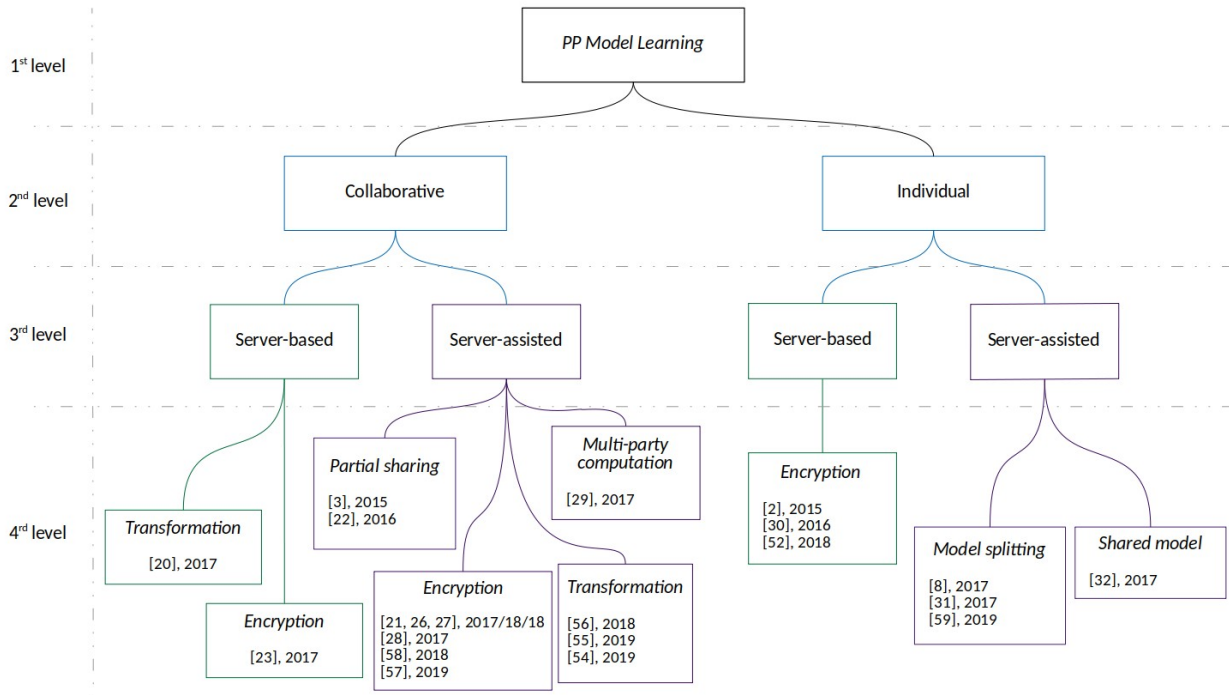 PP Model Learning
1st level
2nd level
Collaborative
Individual
3rd level
Server-based
Server-assisted
Server-based
Server-assisted
4rd level
Partial sharing
[3], 2015
[22], 2016
Multi-party
computation
[29], 2017
Encryption
[2], 2015
[30], 2016
[52], 2018
Transformation
[20], 2017
Model splitting
[8], 2017
[31], 2017
[59], 2019
Shared model
[32], 2017
Encryption
[23], 2017
Encryption
[21, 26, 27], 2017/18/18
[28], 2017
[58], 2018
[57], 2019
Transformation
[56], 2018
[55], 2019
[54], 2019